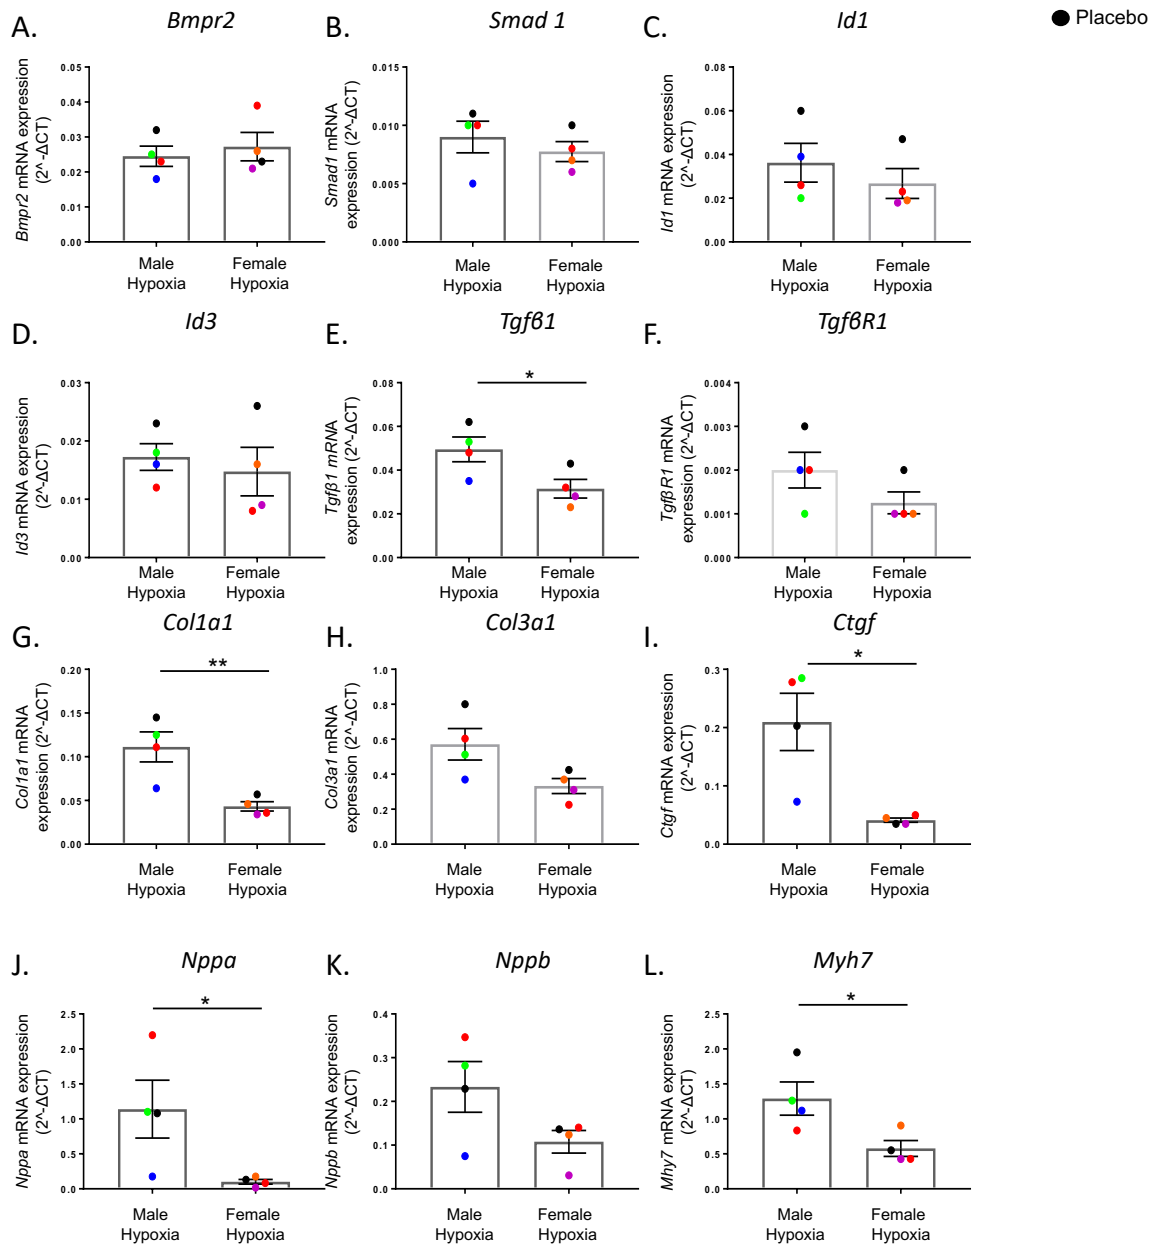 A. Bmpr2
B. Smad 1
C. Id1
Placebo
Bmpr2 mRNA expression
(2^-ΔCT)
0.05
0.04
0.03
0.02
0.01
0.00
Male
Hypoxia
Female
Hypoxia
Smad1 mRNA
expression (2^-ΔCT)
0.015
0.010
0.005
0.000
Male
Hypoxia
Female
Hypoxia
Id1 mRNA expression
(2^-ΔCT)
0.08
0.06
0.04
0.02
0.00
Male
Hypoxia
Female
Hypoxia
D. Id3
E. Tgfβ1
F. TgfβR1
Id3 mRNA expression
(2^-ΔCT)
0.03
0.02
0.01
0.00
Male
Hypoxia
Female
Hypoxia
Tgfβ1 mRNA
expression (2^-ΔCT)
0.08
0.06
0.04
0.02
0.00
*
Male
Hypoxia
Female
Hypoxia
TgfβR1 mRNA
expression (2^-ΔCT)
0.004
0.003
0.002
0.001
0.000
Male
Hypoxia
Female
Hypoxia
G. Col1a1
H. Col3a1
I. Ctgf
Col1a1 mRNA
expression (2^-ΔCT)
0.20
0.15
0.10
0.05
0.00
**
Male
Hypoxia
Female
Hypoxia
Col3a1 mRNA
expression (2^-ΔCT)
1.0
0.8
0.6
0.4
0.2
0.0
Male
Hypoxia
Female
Hypoxia
Ctgf mRNA expression
(2^-ΔCT)
0.3
0.2
0.1
0.0
*
Male
Hypoxia
Female
Hypoxia
J. Nppa
K. Nppb
L. Myh7
Nppa mRNA expression
(2^-ΔCT)
2.5
2.0
1.5
1.0
0.5
0.0
*
Male
Hypoxia
Female
Hypoxia
Nppb mRNA expression
(2^-ΔCT)
0.4
0.3
0.2
0.1
0.0
Male
Hypoxia
Female
Hypoxia
Mhy7 mRNA expression
(2^-ΔCT)
2.5
2.0
1.5
1.0
0.5
0.0
*
Male
Hypoxia
Female
Hypoxia